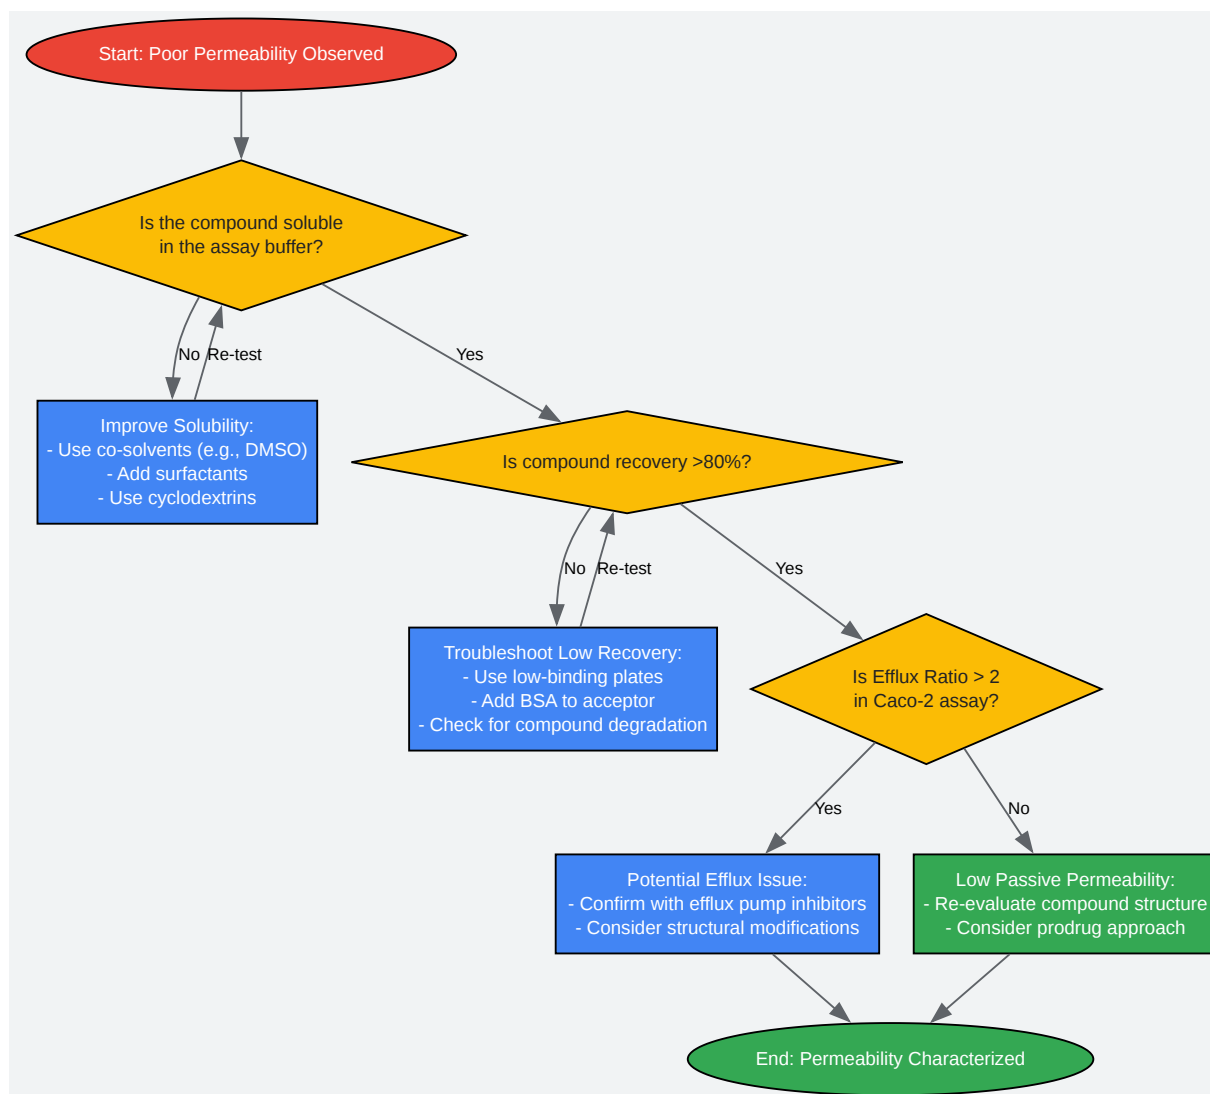 Start: Poor Permeability Observed
Is the compound soluble
in the assay buffer?
No
Re-test
Yes
Improve Solubility:
- Use co-solvents (e.g., DMSO)
- Add surfactants
- Use cyclodextrins
Is compound recovery >80%?
No
Re-test
Yes
Troubleshoot Low Recovery:
- Use low-binding plates
- Add BSA to acceptor
- Check for compound degradation
Is Efflux Ratio > 2
in Caco-2 assay?
Yes
No
Potential Efflux Issue:
- Confirm with efflux pump inhibitors
- Consider structural modifications
Low Passive Permeability:
- Re-evaluate compound structure
- Consider prodrug approach
End: Permeability Characterized